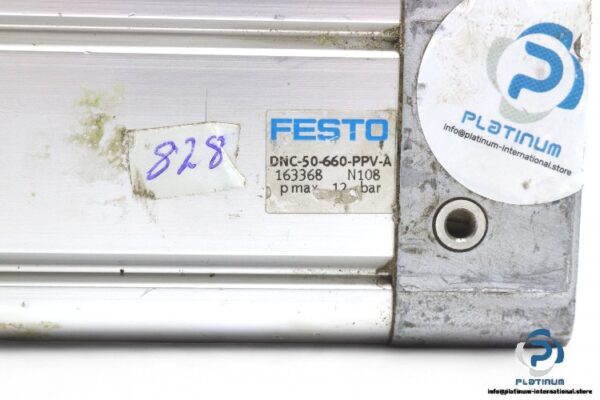 828
FESTO
DNC-50-660-PPV-A
163368 N108
p max. 12 bar
PLATINUM
info@platinum-international.store
PLATINUM
info@platinum-international.store